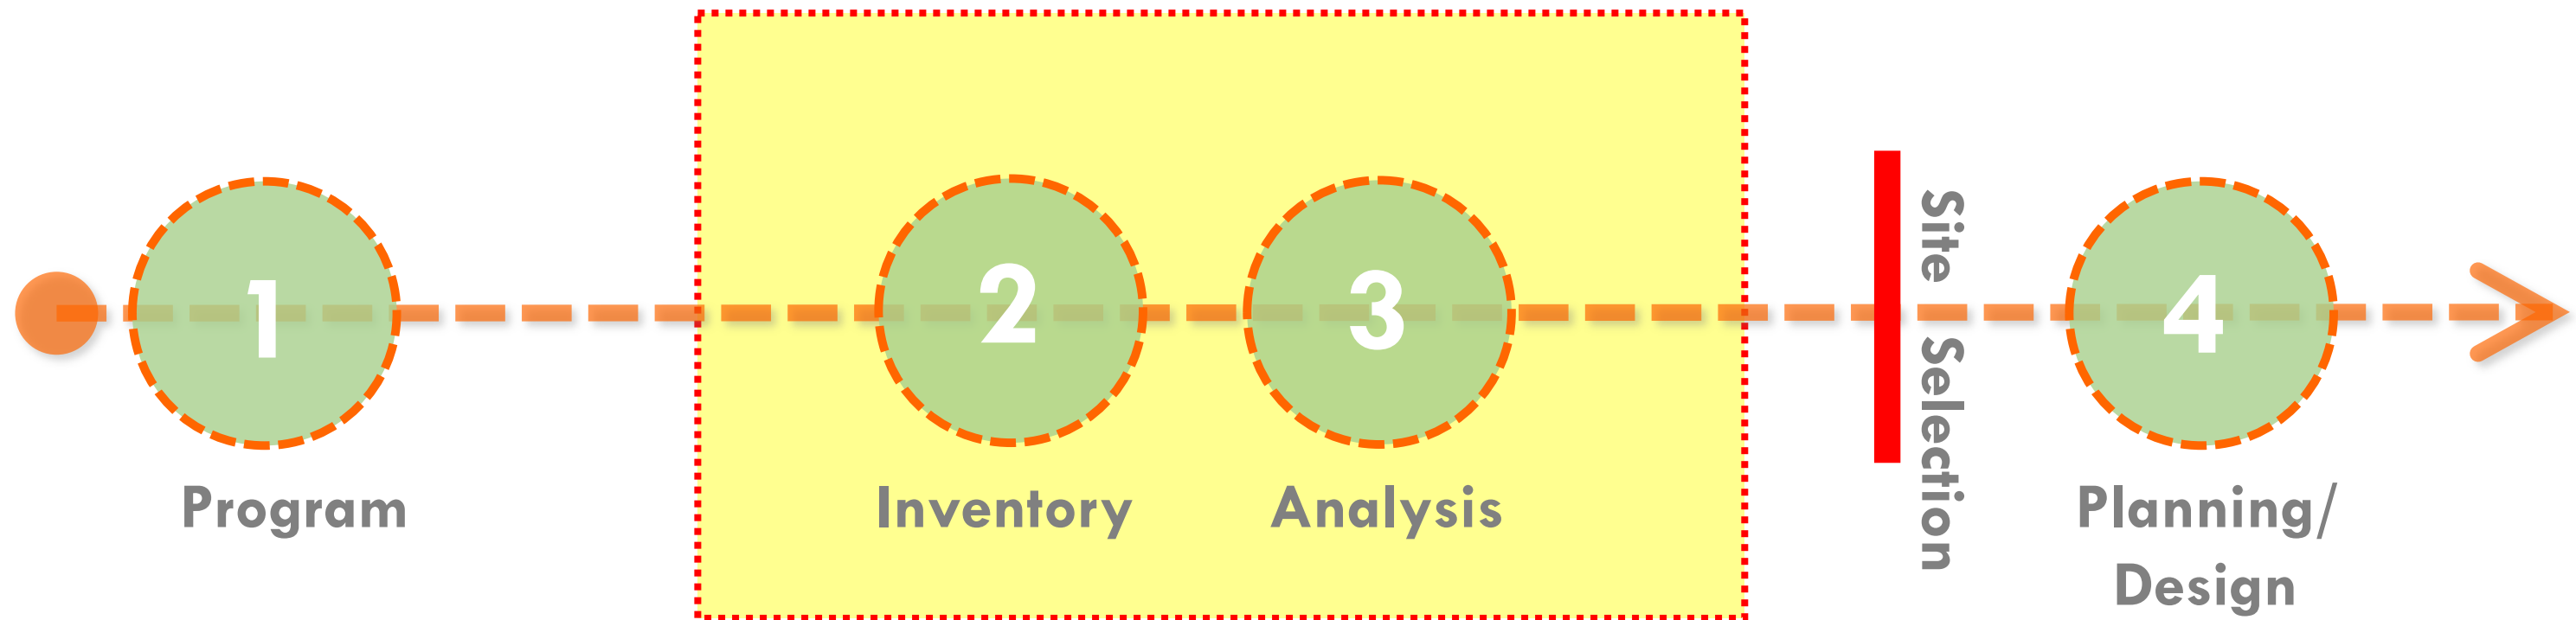 1
Program
2
Inventory
3
Analysis
Site Selection
4
Planning/
Design